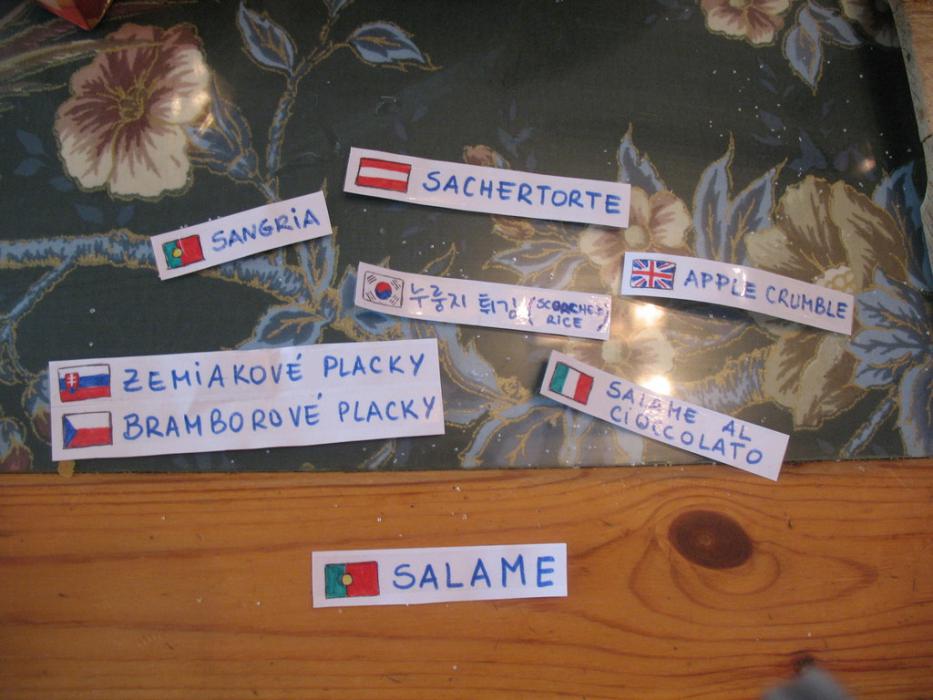 SACHERTORTE
SANGRIA
누룽지 튀김 (SCORCHED
RICE)
APPLE CRUMBLE
ZEMIAKOVÉ PLACKY
BRAMBOROVÉ PLACKY
SALAME AL
CIOCCOLATO
SALAME